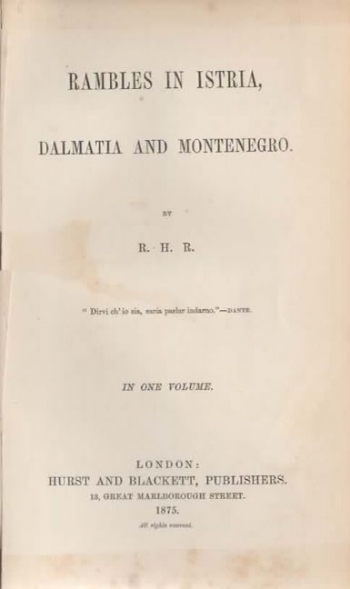 RAMBLES IN ISTRIA,
DALMATIA AND MONTENEGRO.
BY
R. H. R.
“ Dirvi ch’ io sia, saria parlar indarno.”—DANTE.
IN ONE VOLUME.
LONDON:
HURST AND BLACKETT, PUBLISHERS.
13, GREAT MARLBOROUGH STREET.
1875.
All rights reserved.